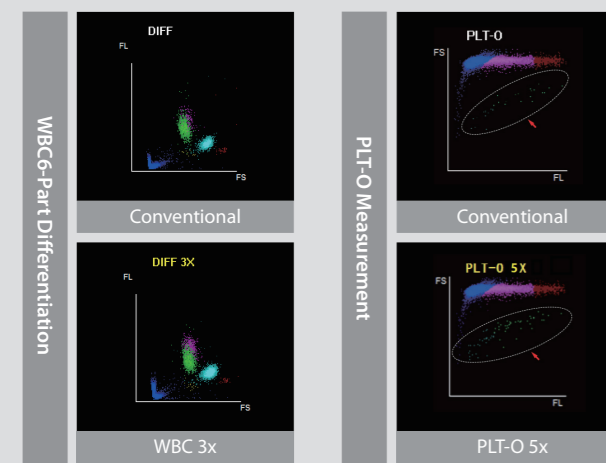 WBC6-Part Differentiation
DIFF
FL
FS
Conventional
DIFF 3X
FL
FS
WBC 3x
PLT-O Measurement
PLT-O
FS
FL
Conventional
PLT-O 5X
FS
FL
PLT-O 5x